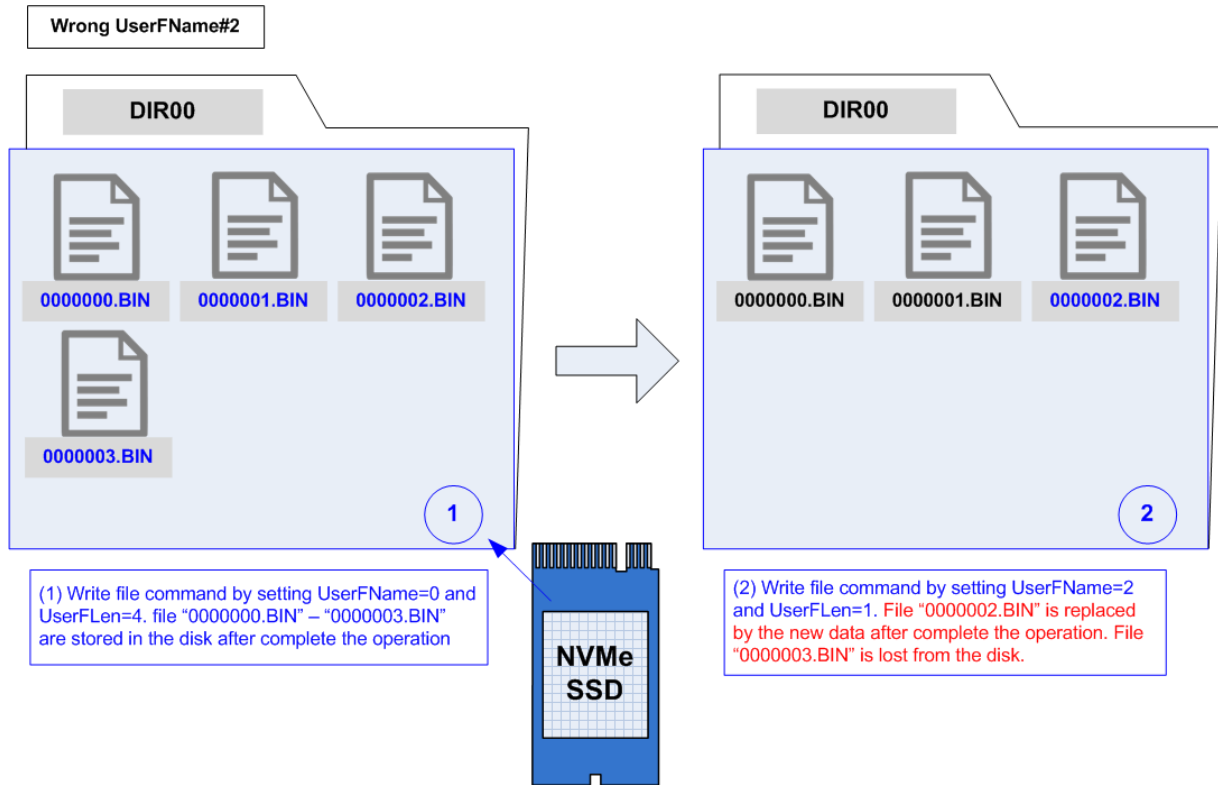 Wrong UserFName#2
DIR00
0000000.BIN
0000001.BIN
0000002.BIN
0000003.BIN
1
(1) Write file command by setting UserFName=0 and
UserFLen=4. file “0000000.BIN” – “0000003.BIN”
are stored in the disk after complete the operation
NVMe
SSD
DIR00
0000000.BIN
0000001.BIN
0000002.BIN
2
(2) Write file command by setting UserFName=2
and UserFLen=1. File “0000002.BIN” is replaced
by the new data after complete the operation. File
“0000003.BIN” is lost from the disk.